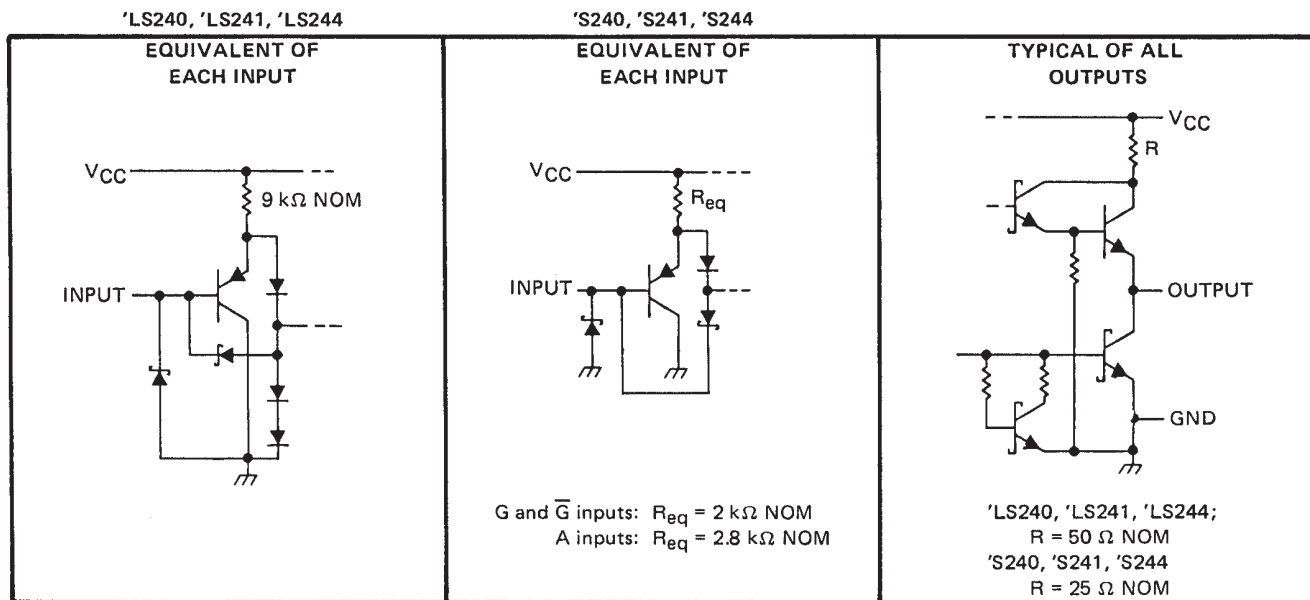 'LS240, 'LS241, 'LS244
EQUIVALENT OF
EACH INPUT
VCC
9 kΩ NOM
INPUT
'S240, 'S241, 'S244
EQUIVALENT OF
EACH INPUT
VCC
Req
INPUT
G and G̅ inputs: Req = 2 kΩ NOM
A inputs: Req = 2.8 kΩ NOM
TYPICAL OF ALL
OUTPUTS
VCC
R
OUTPUT
GND
'LS240, 'LS241, 'LS244;
R = 50 Ω NOM
'S240, 'S241, 'S244
R = 25 Ω NOM